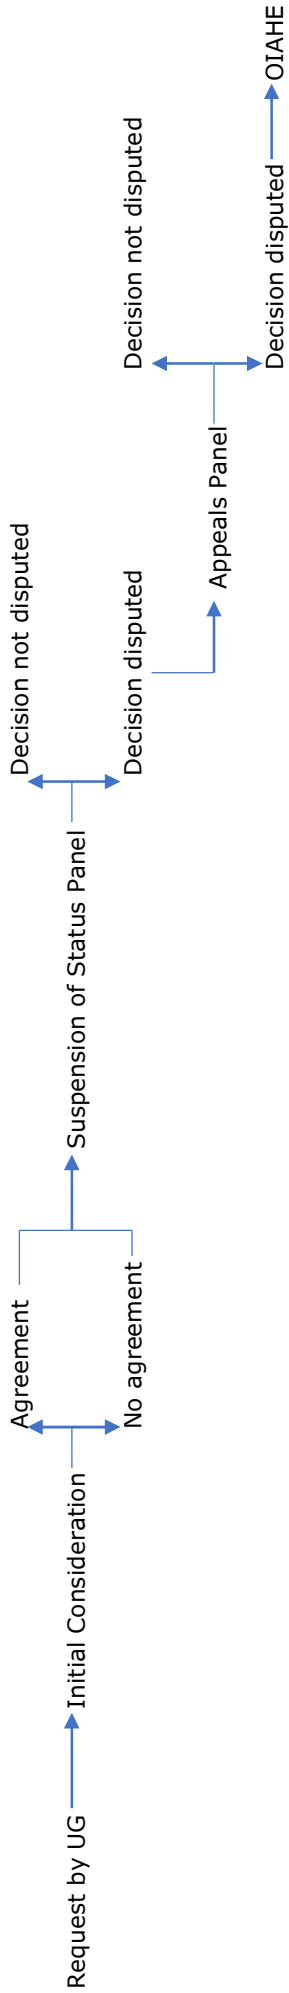 Request by UG
Initial Consideration
Agreement
No agreement
Suspension of Status Panel
Decision not disputed
Decision disputed
Appeals Panel
Decision not disputed
Decision disputed
OIAHE